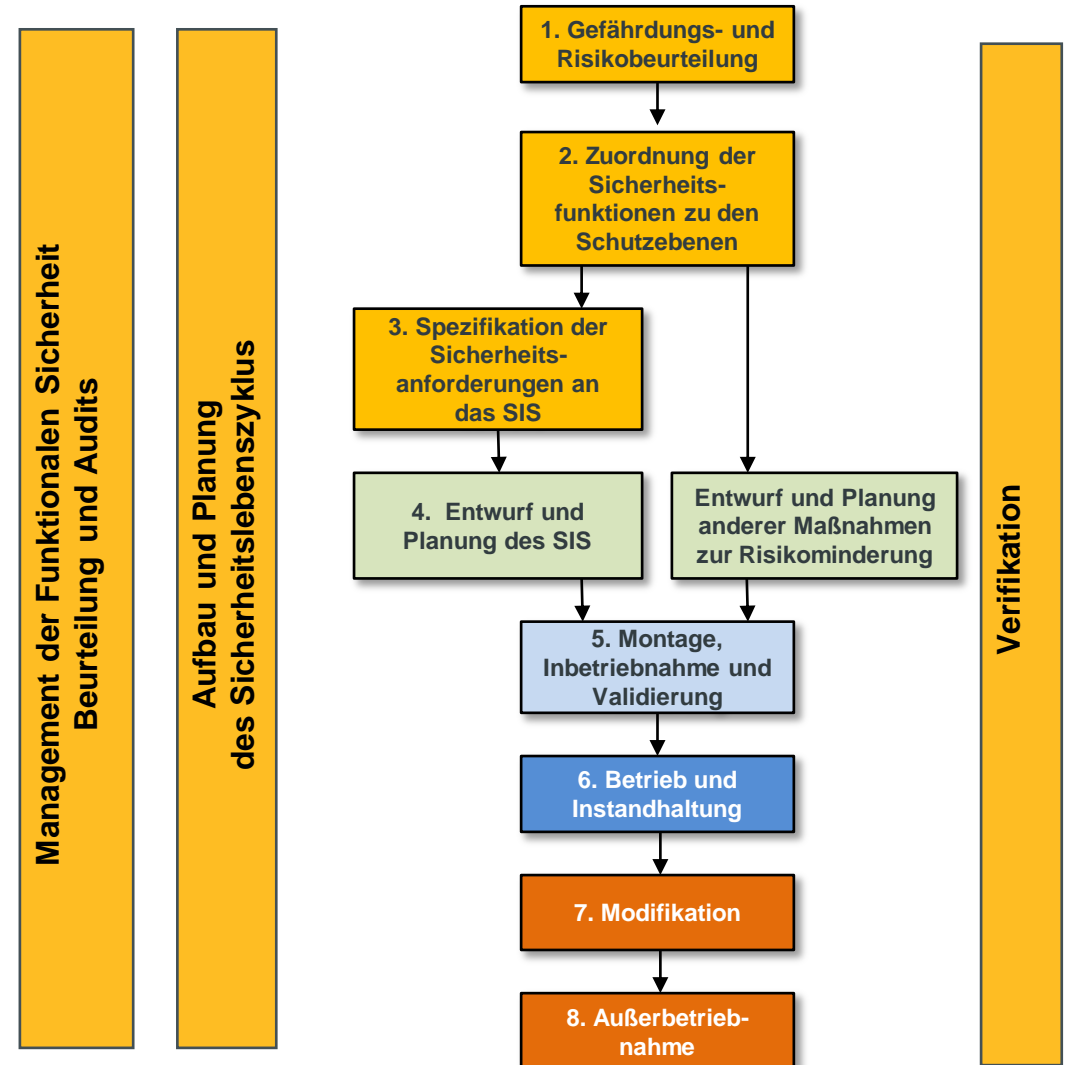 Management der Funktionalen Sicherheit
Beurteilung und Audits
Aufbau und Planung
des Sicherheitslebenszyklus
1. Gefährdungs- und
Risikobeurteilung
2. Zuordnung der
Sicherheits-
funktionen zu den
Schutzebenen
3. Spezifikation der
Sicherheits-
anforderungen an
das SIS
4. Entwurf und
Planung des SIS
Entwurf und Planung
anderer Maßnahmen
zur Risikominderung
5. Montage,
Inbetriebnahme und
Validierung
6. Betrieb und
Instandhaltung
7. Modifikation
8. Außerbetrieb-
nahme
Verifikation